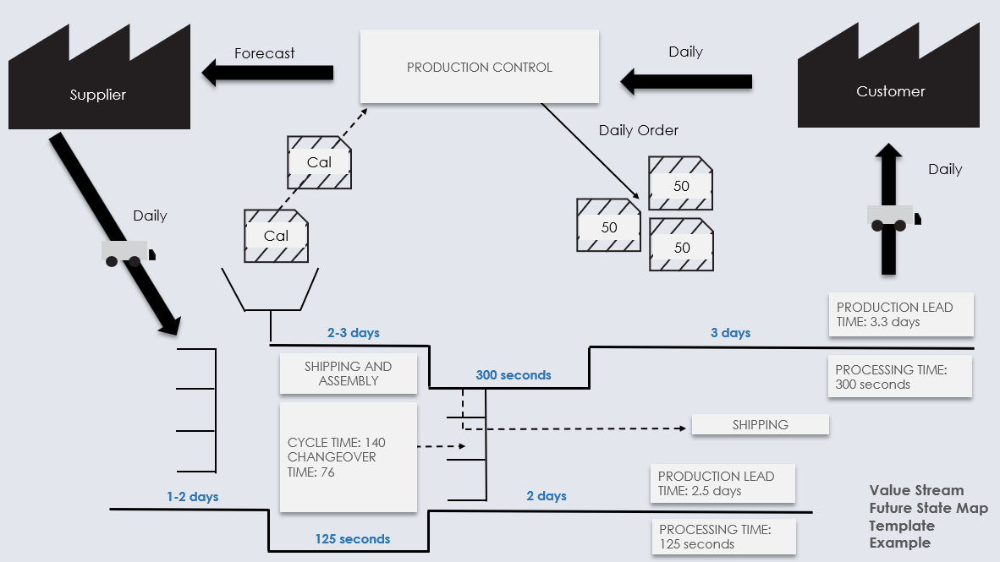 Forecast
PRODUCTION CONTROL
Daily
Supplier
Customer
Daily Order
Cal
50
Daily
Daily
50
Cal
50
PRODUCTION LEAD
TIME: 3.3 days
2-3 days
3 days
SHIPPING AND
ASSEMBLY
300 seconds
PROCESSING TIME:
300 seconds
SHIPPING
CYCLE TIME: 140
CHANGEOVER
TIME: 76
1-2 days
2 days
PRODUCTION LEAD
TIME: 2.5 days
125 seconds
PROCESSING TIME:
125 seconds
Value Stream
Future State Map
Template
Example